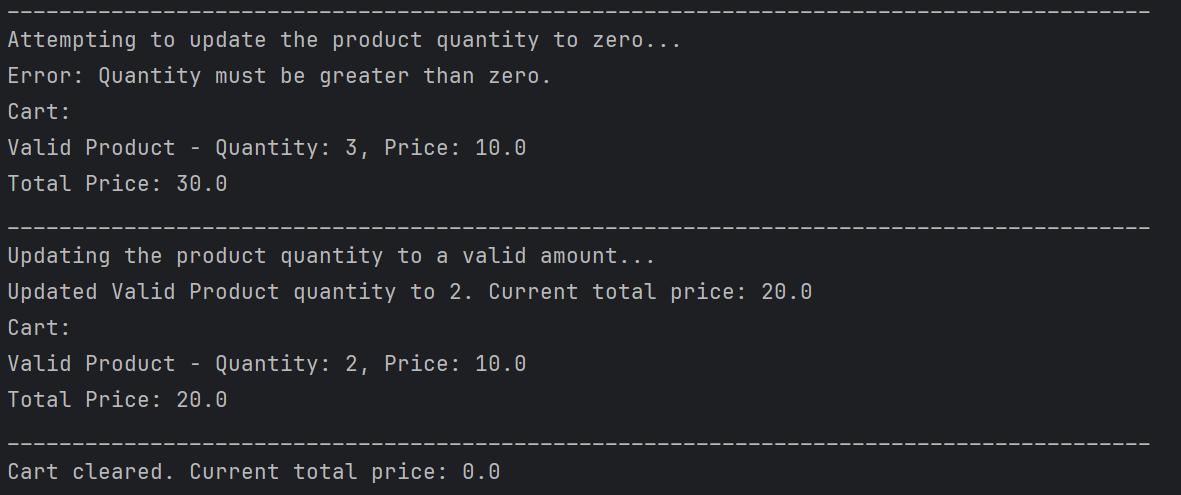 ----------------------------------------------------------------------------------------
Attempting to update the product quantity to zero...
Error: Quantity must be greater than zero.
Cart:
Valid Product - Quantity: 3, Price: 10.0
Total Price: 30.0
----------------------------------------------------------------------------------------
Updating the product quantity to a valid amount...
Updated Valid Product quantity to 2. Current total price: 20.0
Cart:
Valid Product - Quantity: 2, Price: 10.0
Total Price: 20.0
----------------------------------------------------------------------------------------
Cart cleared. Current total price: 0.0